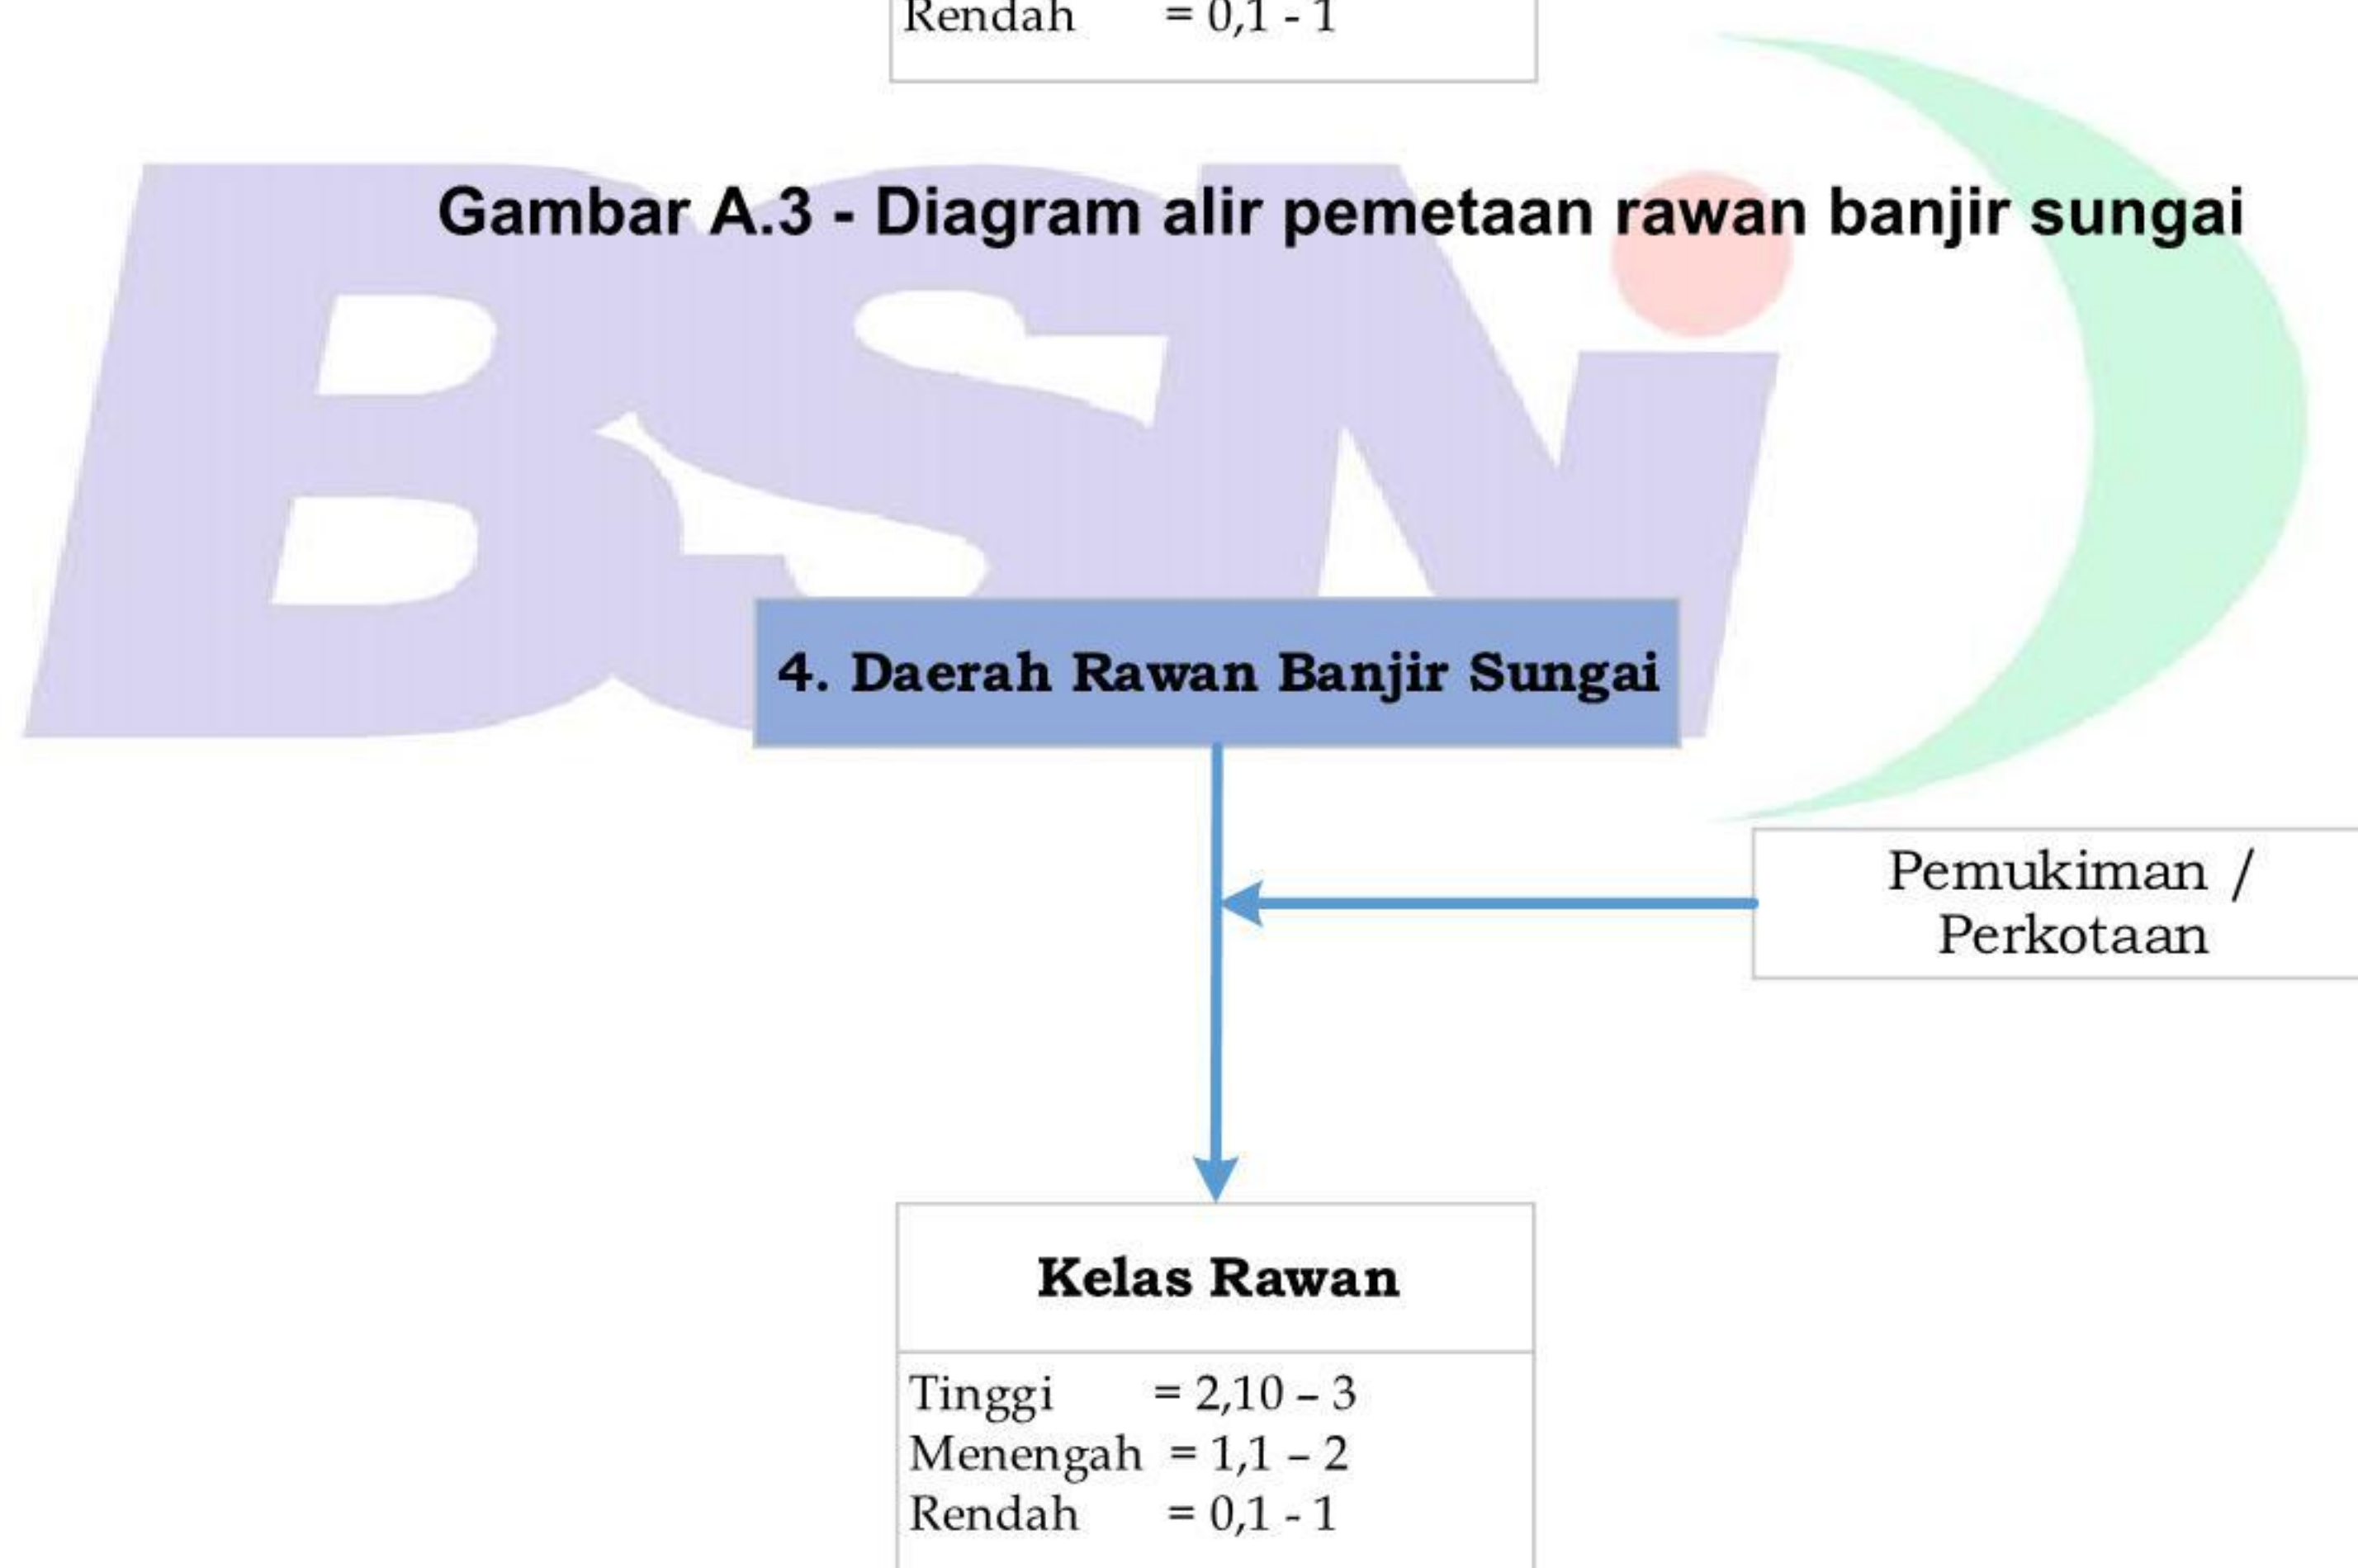 Rendah = 0,1 - 1
Gambar A.3 - Diagram alir pemetaan rawan banjir sungai
BSNi
4. Daerah Rawan Banjir Sungai
Pemukiman /
Perkotaan
Kelas Rawan
Tinggi = 2,10 – 3
Menengah = 1,1 – 2
Rendah = 0,1 - 1